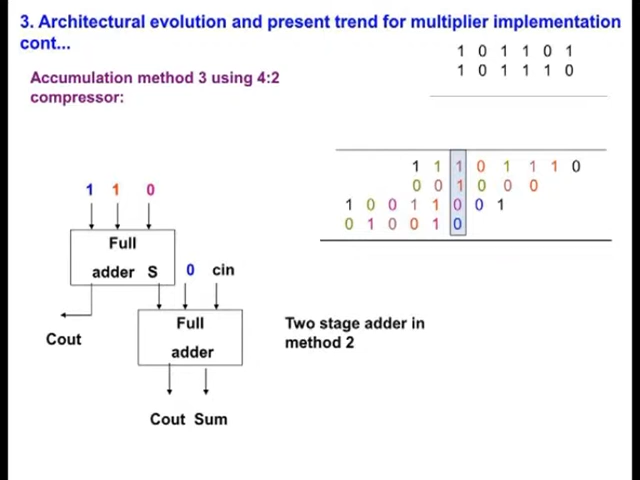 3. Architectural evolution and present trend for multiplier implementation
cont...
1 0 1 1 0 1
1 0 1 1 1 0
Accumulation method 3 using 4:2
compressor:
1 1 1 0 1 1 1 0
0 0 1 0 0 0
1 0 0 1 1 0 0 1
0 1 0 0 1 0
1 1 0
Full
adder S
0 cin
Cout
Full
adder
Two stage adder in
method 2
Cout Sum